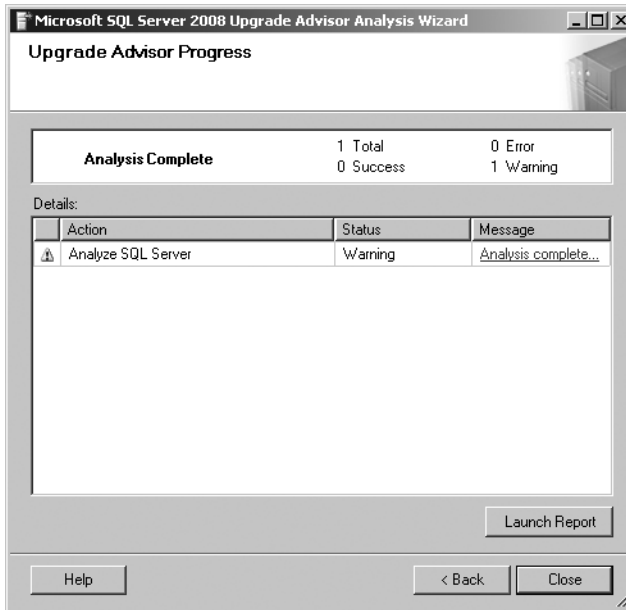 Microsoft SQL Server 2008 Upgrade Advisor Analysis Wizard
Upgrade Advisor Progress
Analysis Complete
1 Total
0 Error
0 Success
1 Warning
Details:
Action Status Message
Analyze SQL Server Warning Analysis complete...
Launch Report
Help < Back Close